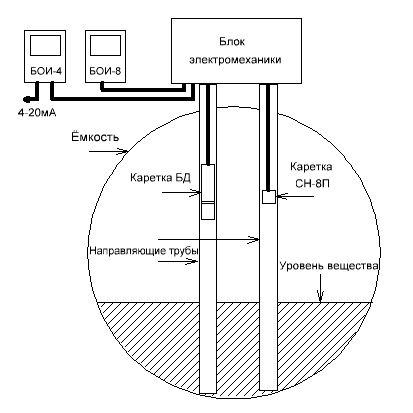 Блок
электромеханики
БОИ-4
БОИ-8
4-20мА
Ёмкость
Каретка БД
Каретка
СН-8П
Направляющие трубы
Уровень вещества